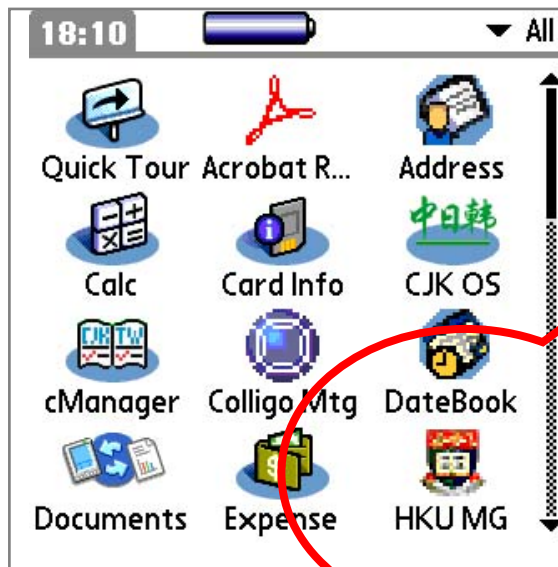 18:10 All
Quick Tour Acrobat R... Address
Calc Card Info CJK OS
中日韩
cManager Colligo Mtg DateBook
CJK TW
Documents Expense HKU MG